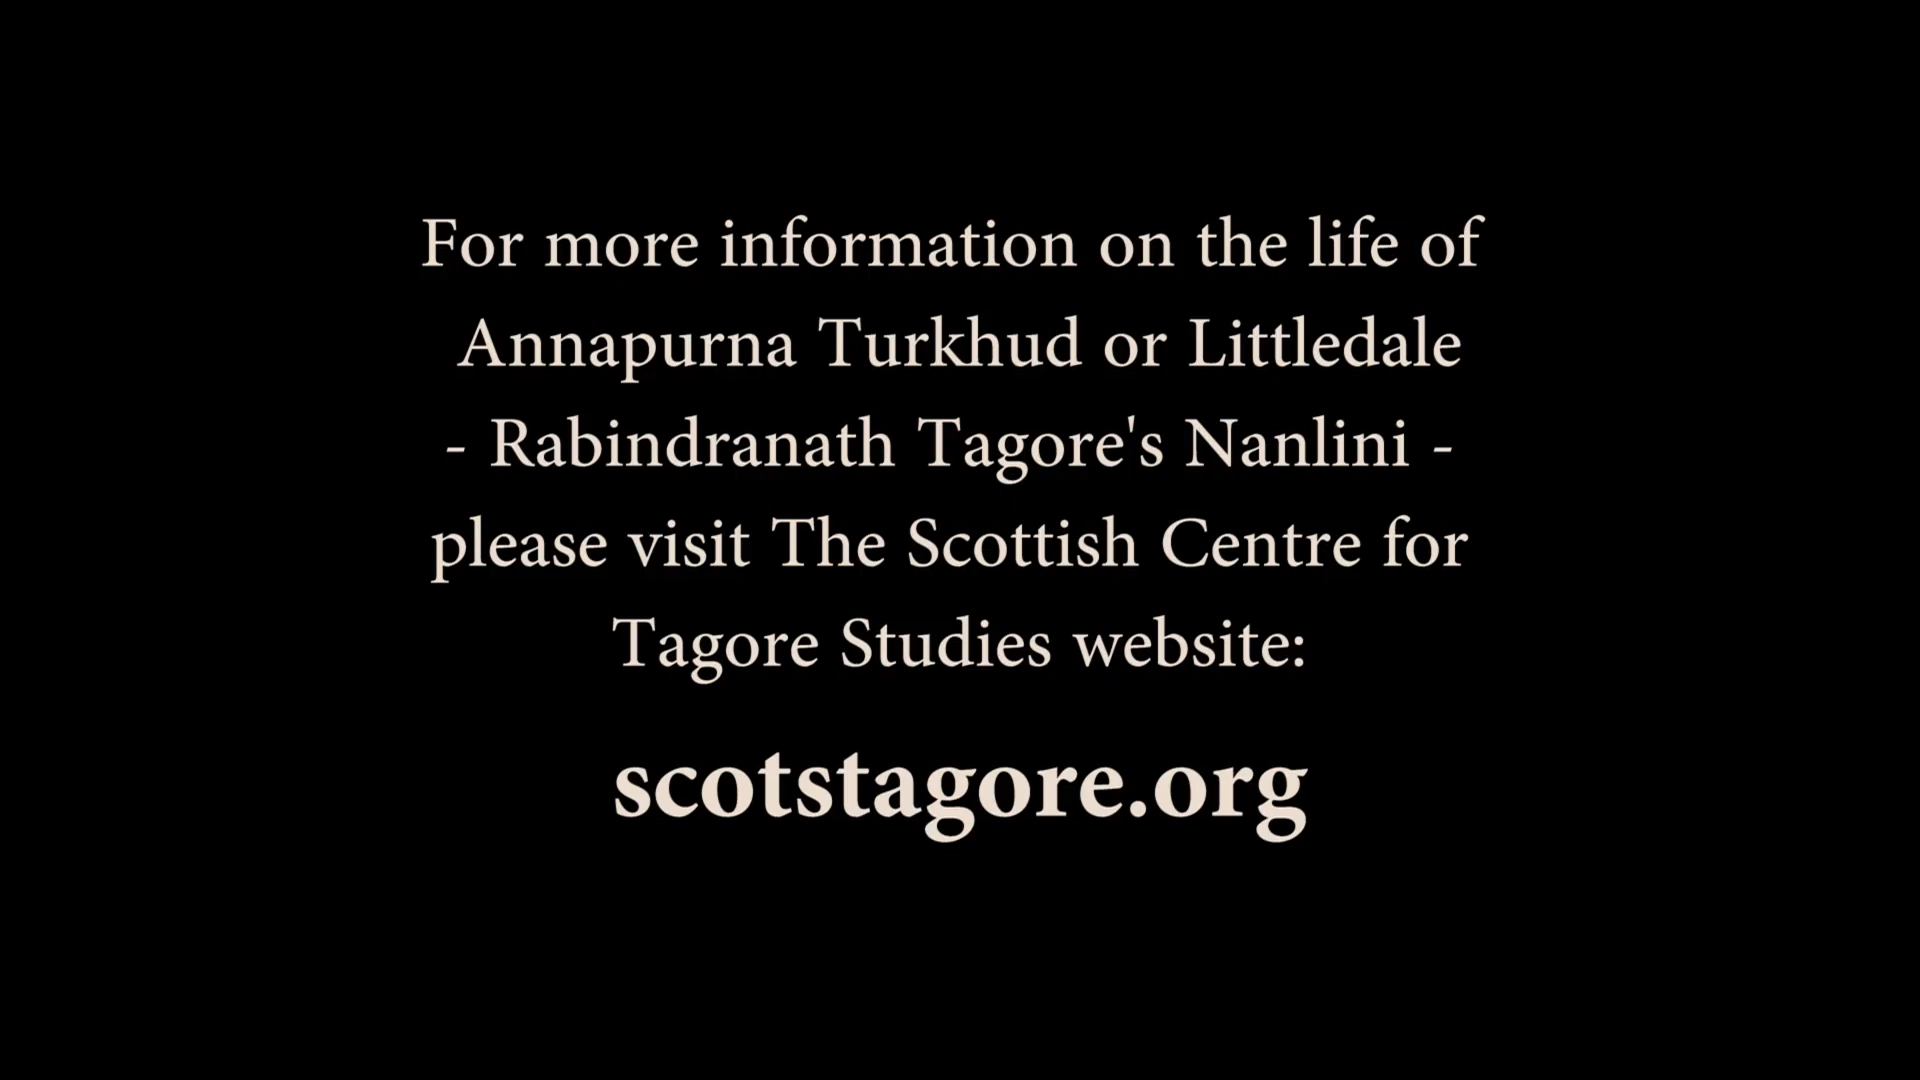 For more information on the life of
Annapurna Turkhud or Littledale
- Rabindranath Tagore's Nanlini -
please visit The Scottish Centre for
Tagore Studies website:
scotstagore.org